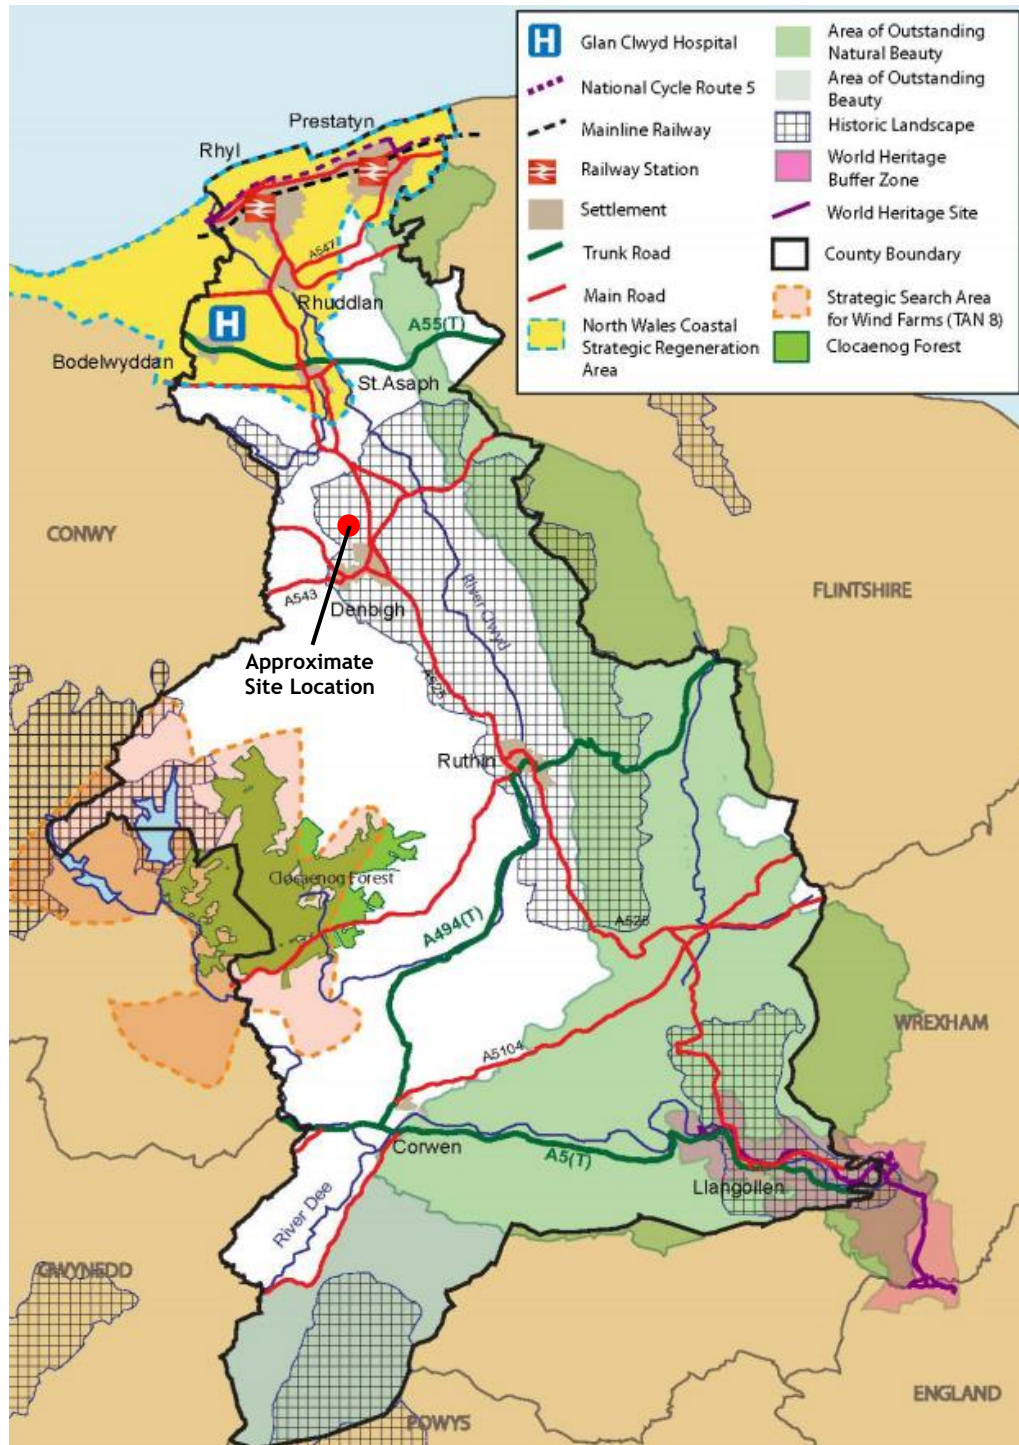 H
Glan Clwyd Hospital
National Cycle Route 5
Mainline Railway
Railway Station
Settlement
Trunk Road
Main Road
North Wales Coastal
Strategic Regeneration
Area
Area of Outstanding
Natural Beauty
Area of Outstanding
Beauty
Historic Landscape
World Heritage
Buffer Zone
World Heritage Site
County Boundary
Strategic Search Area
for Wind Farms (TAN 8)
Clocaenog Forest
Prestatyn
Rhyl
A547
Rhuddlan
H
A55(T)
Bodelwyddan
St.Asaph
CONWY
FLINTSHIRE
River Clwyd
A543
Denbigh
Approximate
Site Location
A525
Ruthin
Clocaenog Forest
A494(T)
A525
WREXHAM
A5104
Corwen
A5(T)
Llangollen
River Dee
GWYNEDD
ENGLAND
POWYS